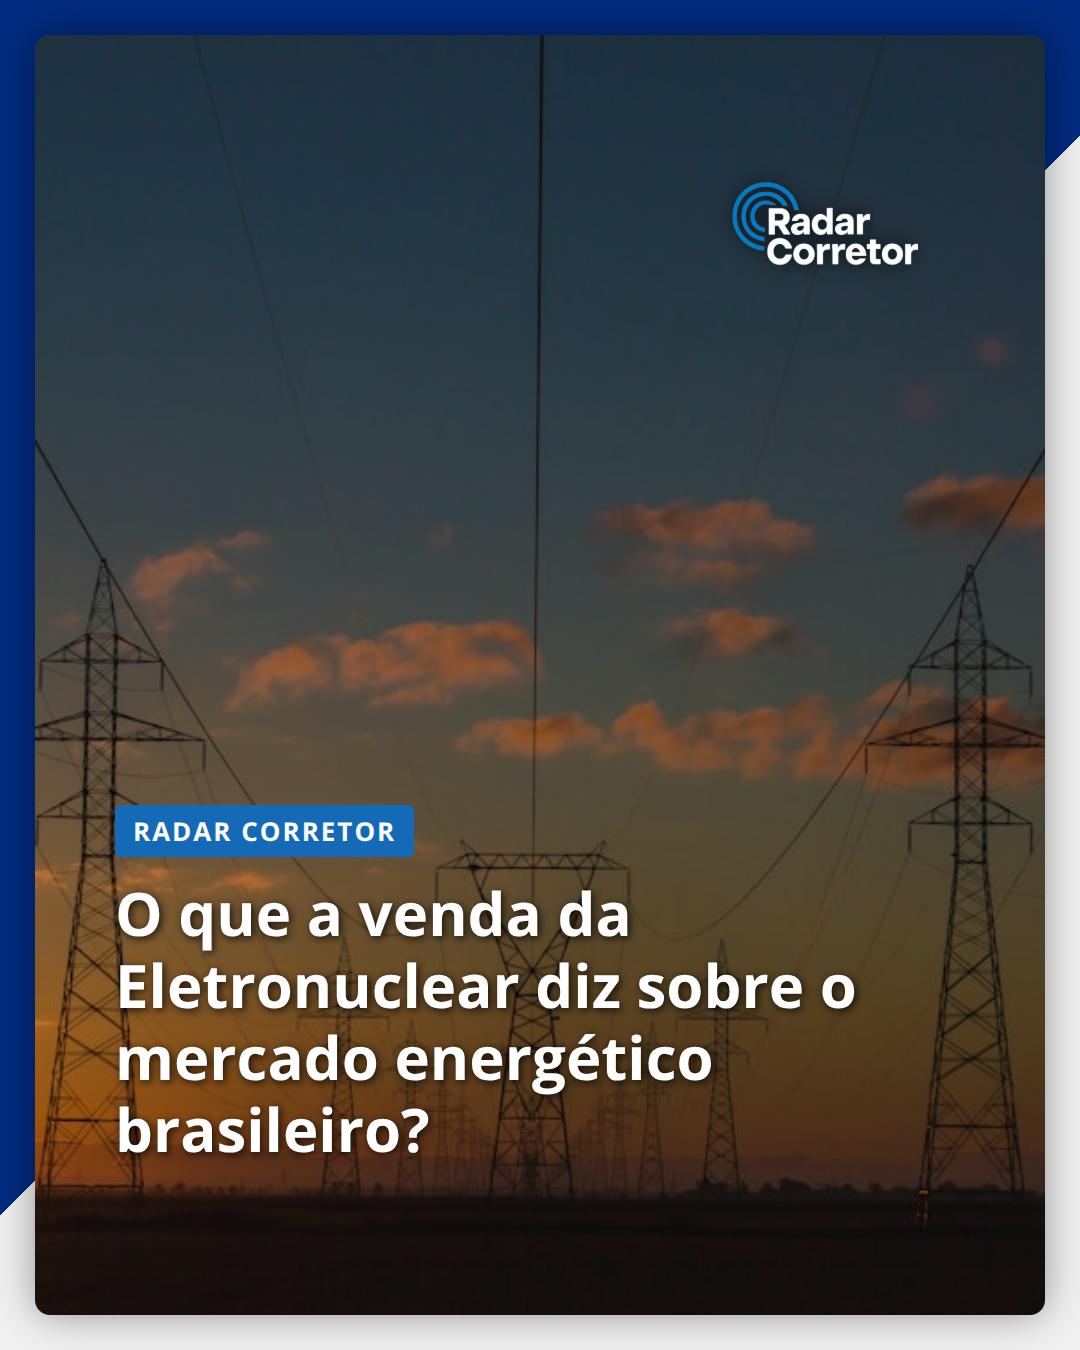 Radar
Corretor
RADAR CORRETOR
O que a venda da
Eletronuclear diz sobre o
mercado energético
brasileiro?